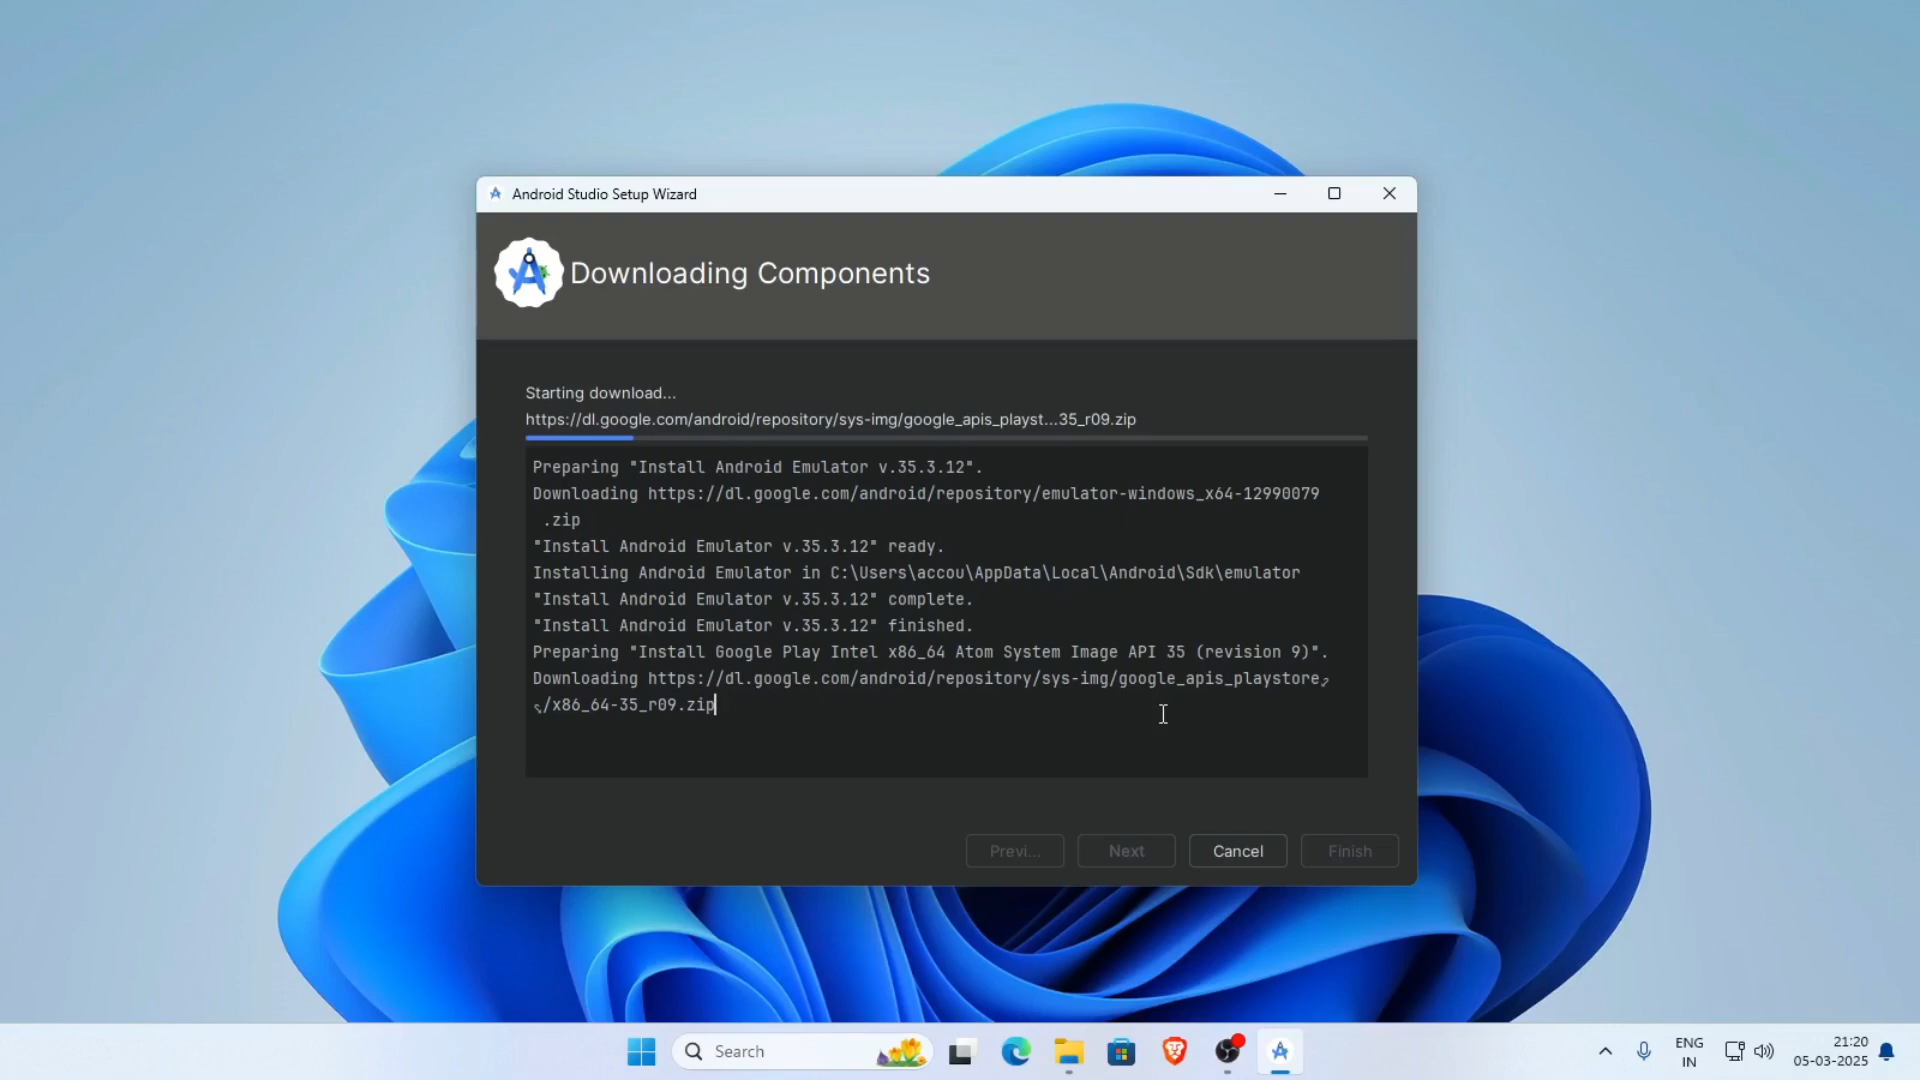 Android Studio Setup Wizard
Downloading Components
Starting download...
https://dl.google.com/android/repository/sys-img/google_apis_playst...35_r09.zip
Preparing "Install Android Emulator v.35.3.12".
Downloading https://dl.google.com/android/repository/emulator-windows_x64-12990079
.zip
"Install Android Emulator v.35.3.12" ready.
Installing Android Emulator in C:\Users\accou\AppData\Local\Android\Sdk\emulator
"Install Android Emulator v.35.3.12" complete.
"Install Android Emulator v.35.3.12" finished.
Preparing "Install Google Play Intel x86_64 Atom System Image API 35 (revision 9)".
Downloading https://dl.google.com/android/repository/sys-img/google_apis_playstore
/x86_64-35_r09.zip
Previ... Next Cancel Finish
Search
ENG
IN
21:20
05-03-2025